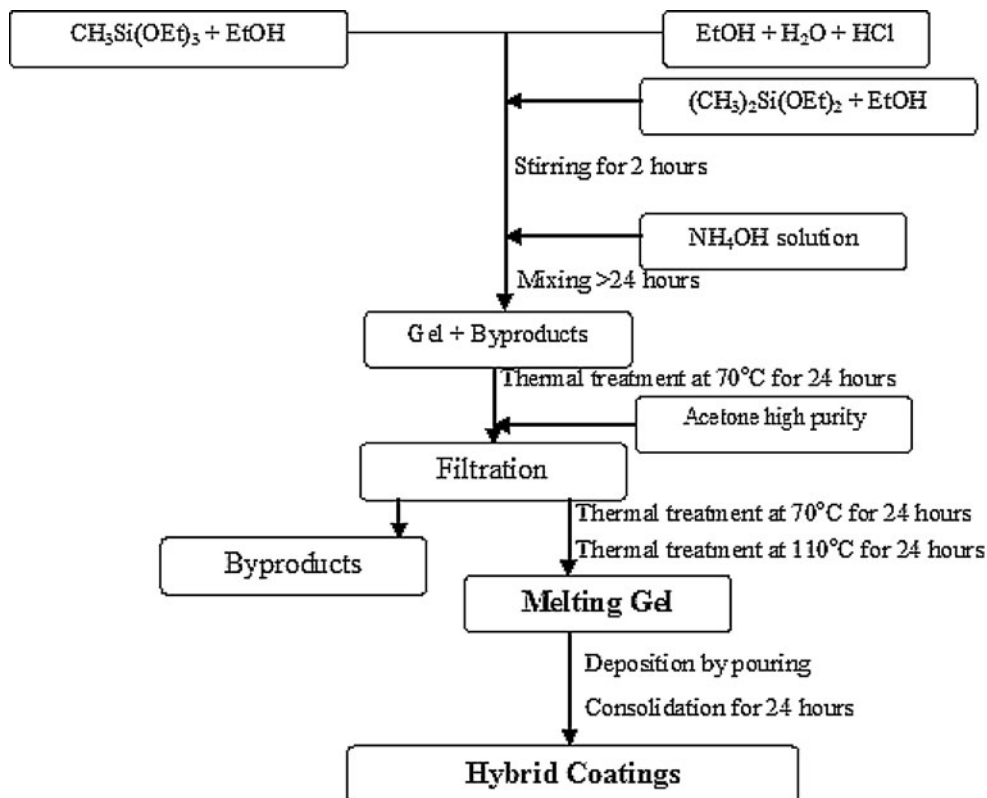 CH₃Si(OEt)₃ + EtOH
EtOH + H₂O + HCl
(CH₃)₂Si(OEt)₂ + EtOH
Stirring for 2 hours
NH₄OH solution
Mixing >24 hours
Gel + Byproducts
Thermal treatment at 70°C for 24 hours
Acetone high purity
Filtration
Thermal treatment at 70°C for 24 hours
Thermal treatment at 110°C for 24 hours
Byproducts
Melting Gel
Deposition by pouring
Consolidation for 24 hours
Hybrid Coatings